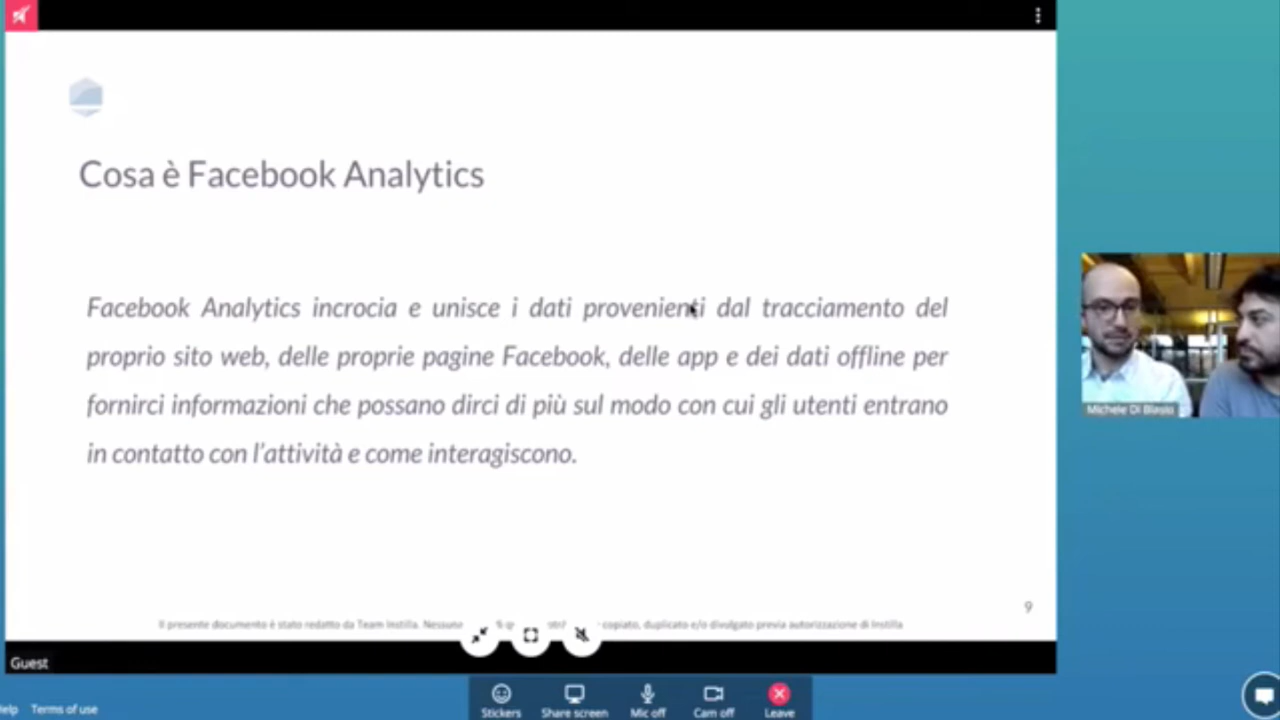 Cosa è Facebook Analytics
Facebook Analytics incrocia e unisce i dati provenienti dal tracciamento del
proprio sito web, delle proprie pagine Facebook, delle app e dei dati offline per
fornirci informazioni che possano dirci di più sul modo con cui gli utenti entrano
in contatto con l'attività e come interagiscono.
9
Il presente documento è stato redatto da Team Instilla. copiato, duplicato e/o divolgato previa autorizzazione di Instilla
Michele Di Blasio
Guest
Terms of use
Stickers
Share screen
Mic off
Cam off
Leave